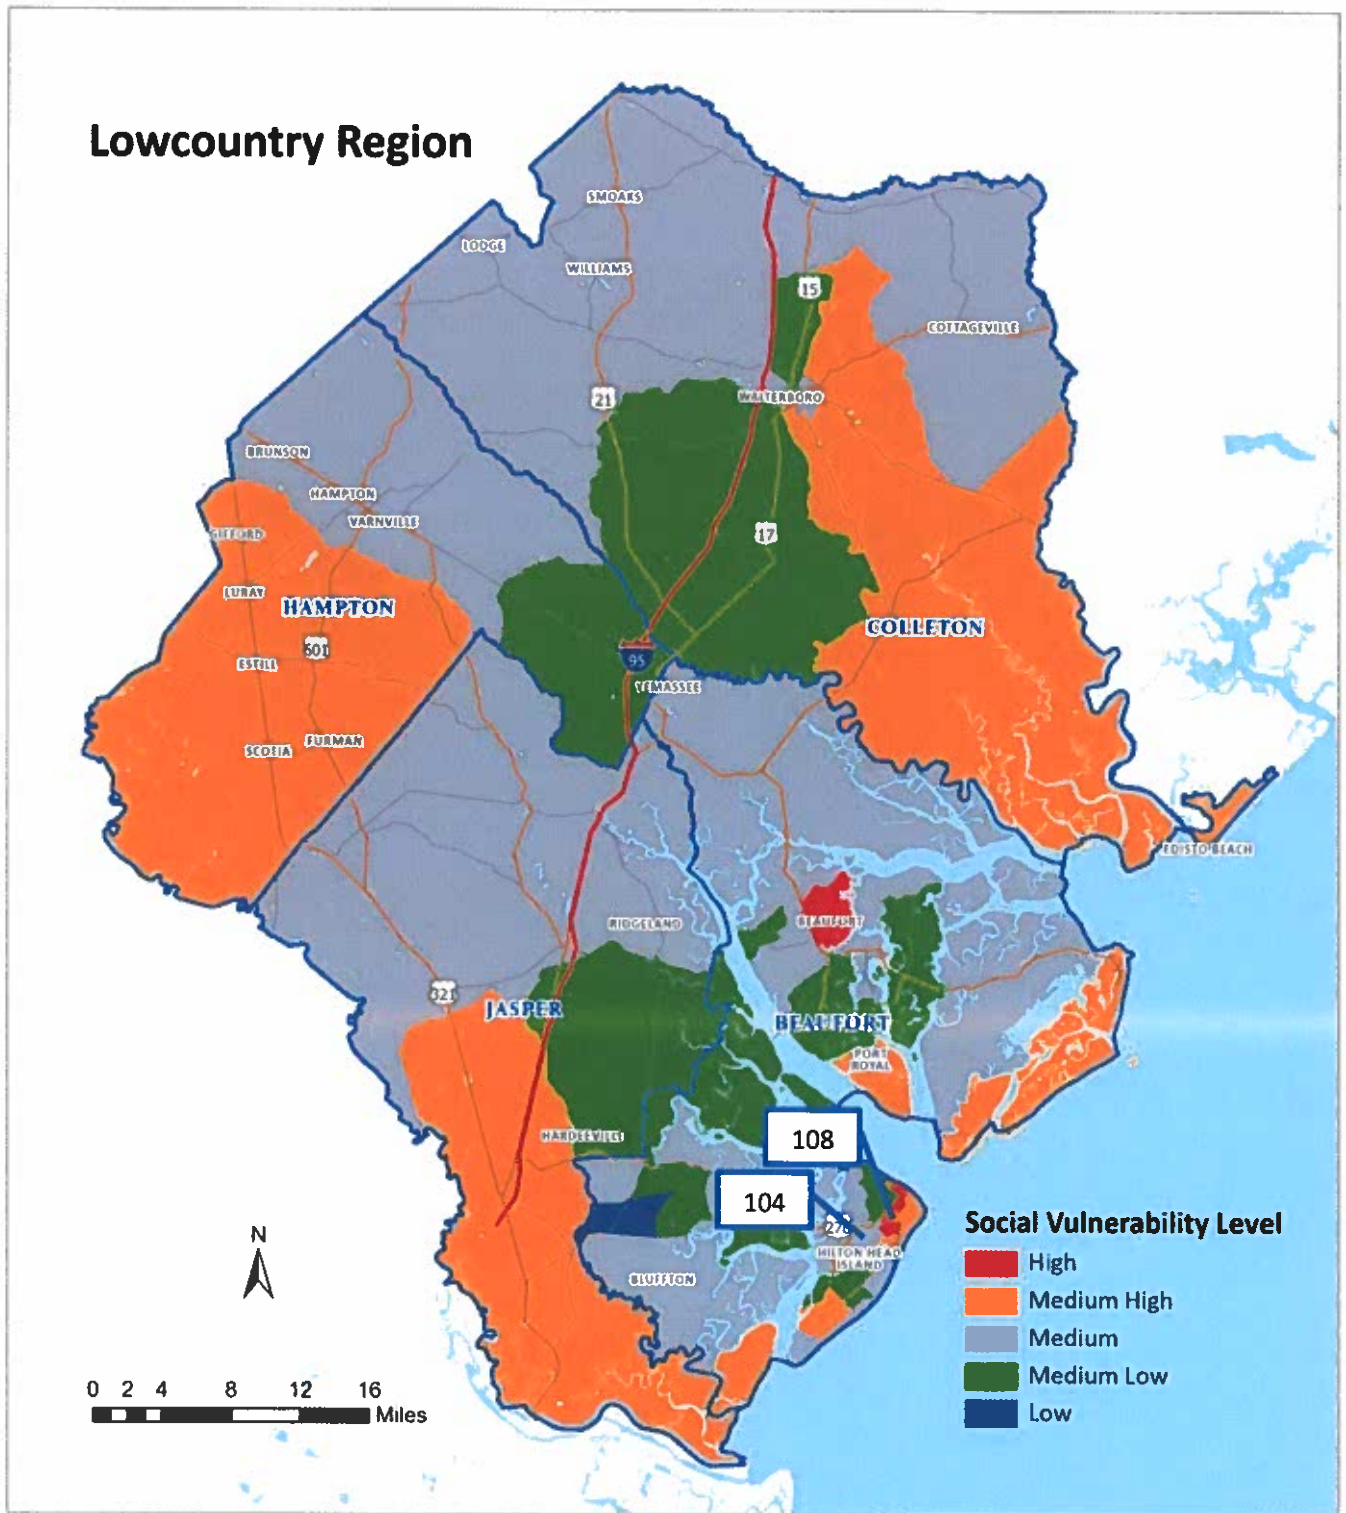 Lowcountry Region
SMOAKS
LODGE
WILLIAMS
15
COTTAGEVILLE
21
WALTERBORO
BRUNSON
HAMPTON
VARNVILLE
GIFFORD
17
LURAY
HAMPTON
COLLETON
601
ESTILL
95
YEMASSEE
SCOTIA
FURMAN
EDISTO BEACH
RIDGELAND
BEAUFORT
321
JASPER
BEAUFORT
PORT
ROYAL
HARDEEVILLE
108
104
278
HILTON HEAD
ISLAND
BLUFFTON
N
0 2 4 8 12 16
Miles
Social Vulnerability Level
High
Medium High
Medium
Medium Low
Low